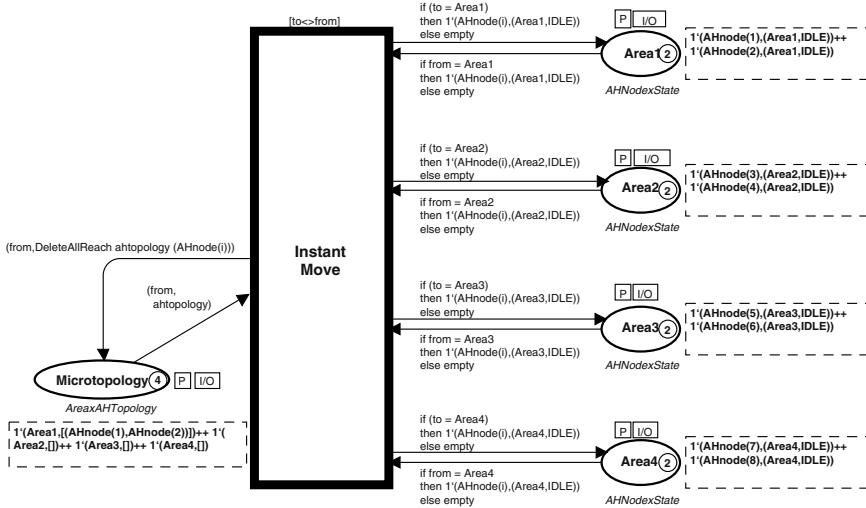 [to<>from]
if (to = Area1)
then 1'(AHnode(i),(Area1,IDLE))
else empty
if from = Area1
then 1'(AHnode(i),(Area1,IDLE))
else empty
P I/O
Area1 2
AHNodexState
1'(AHnode(1),(Area1,IDLE))++
1'(AHnode(2),(Area1,IDLE))
if (to = Area2)
then 1'(AHnode(i),(Area2,IDLE))
else empty
if from = Area2
then 1'(AHnode(i),(Area2,IDLE))
else empty
P I/O
Area2 2
AHNodexState
1'(AHnode(3),(Area2,IDLE))++
1'(AHnode(4),(Area2,IDLE))
Instant
Move
(from,DeleteAllReach ahtopology (AHnode(i)))
(from,
ahtopology)
Microtopology 4
P I/O
AreaxAHTopology
1'(Area1,[(AHnode(1),AHnode(2))])++ 1'(
Area2,[])++ 1'(Area3,[])++ 1'(Area4,[])
if (to = Area3)
then 1'(AHnode(i),(Area3,IDLE))
else empty
if from = Area3
then 1'(AHnode(i),(Area3,IDLE))
else empty
P I/O
Area3 2
AHNodexState
1'(AHnode(5),(Area3,IDLE))++
1'(AHnode(6),(Area3,IDLE))
if (to = Area4)
then 1'(AHnode(i),(Area4,IDLE))
else empty
if from = Area4
then 1'(AHnode(i),(Area4,IDLE))
else empty
P I/O
Area4 2
AHNodexState
1'(AHnode(7),(Area4,IDLE))++
1'(AHnode(8),(Area4,IDLE))